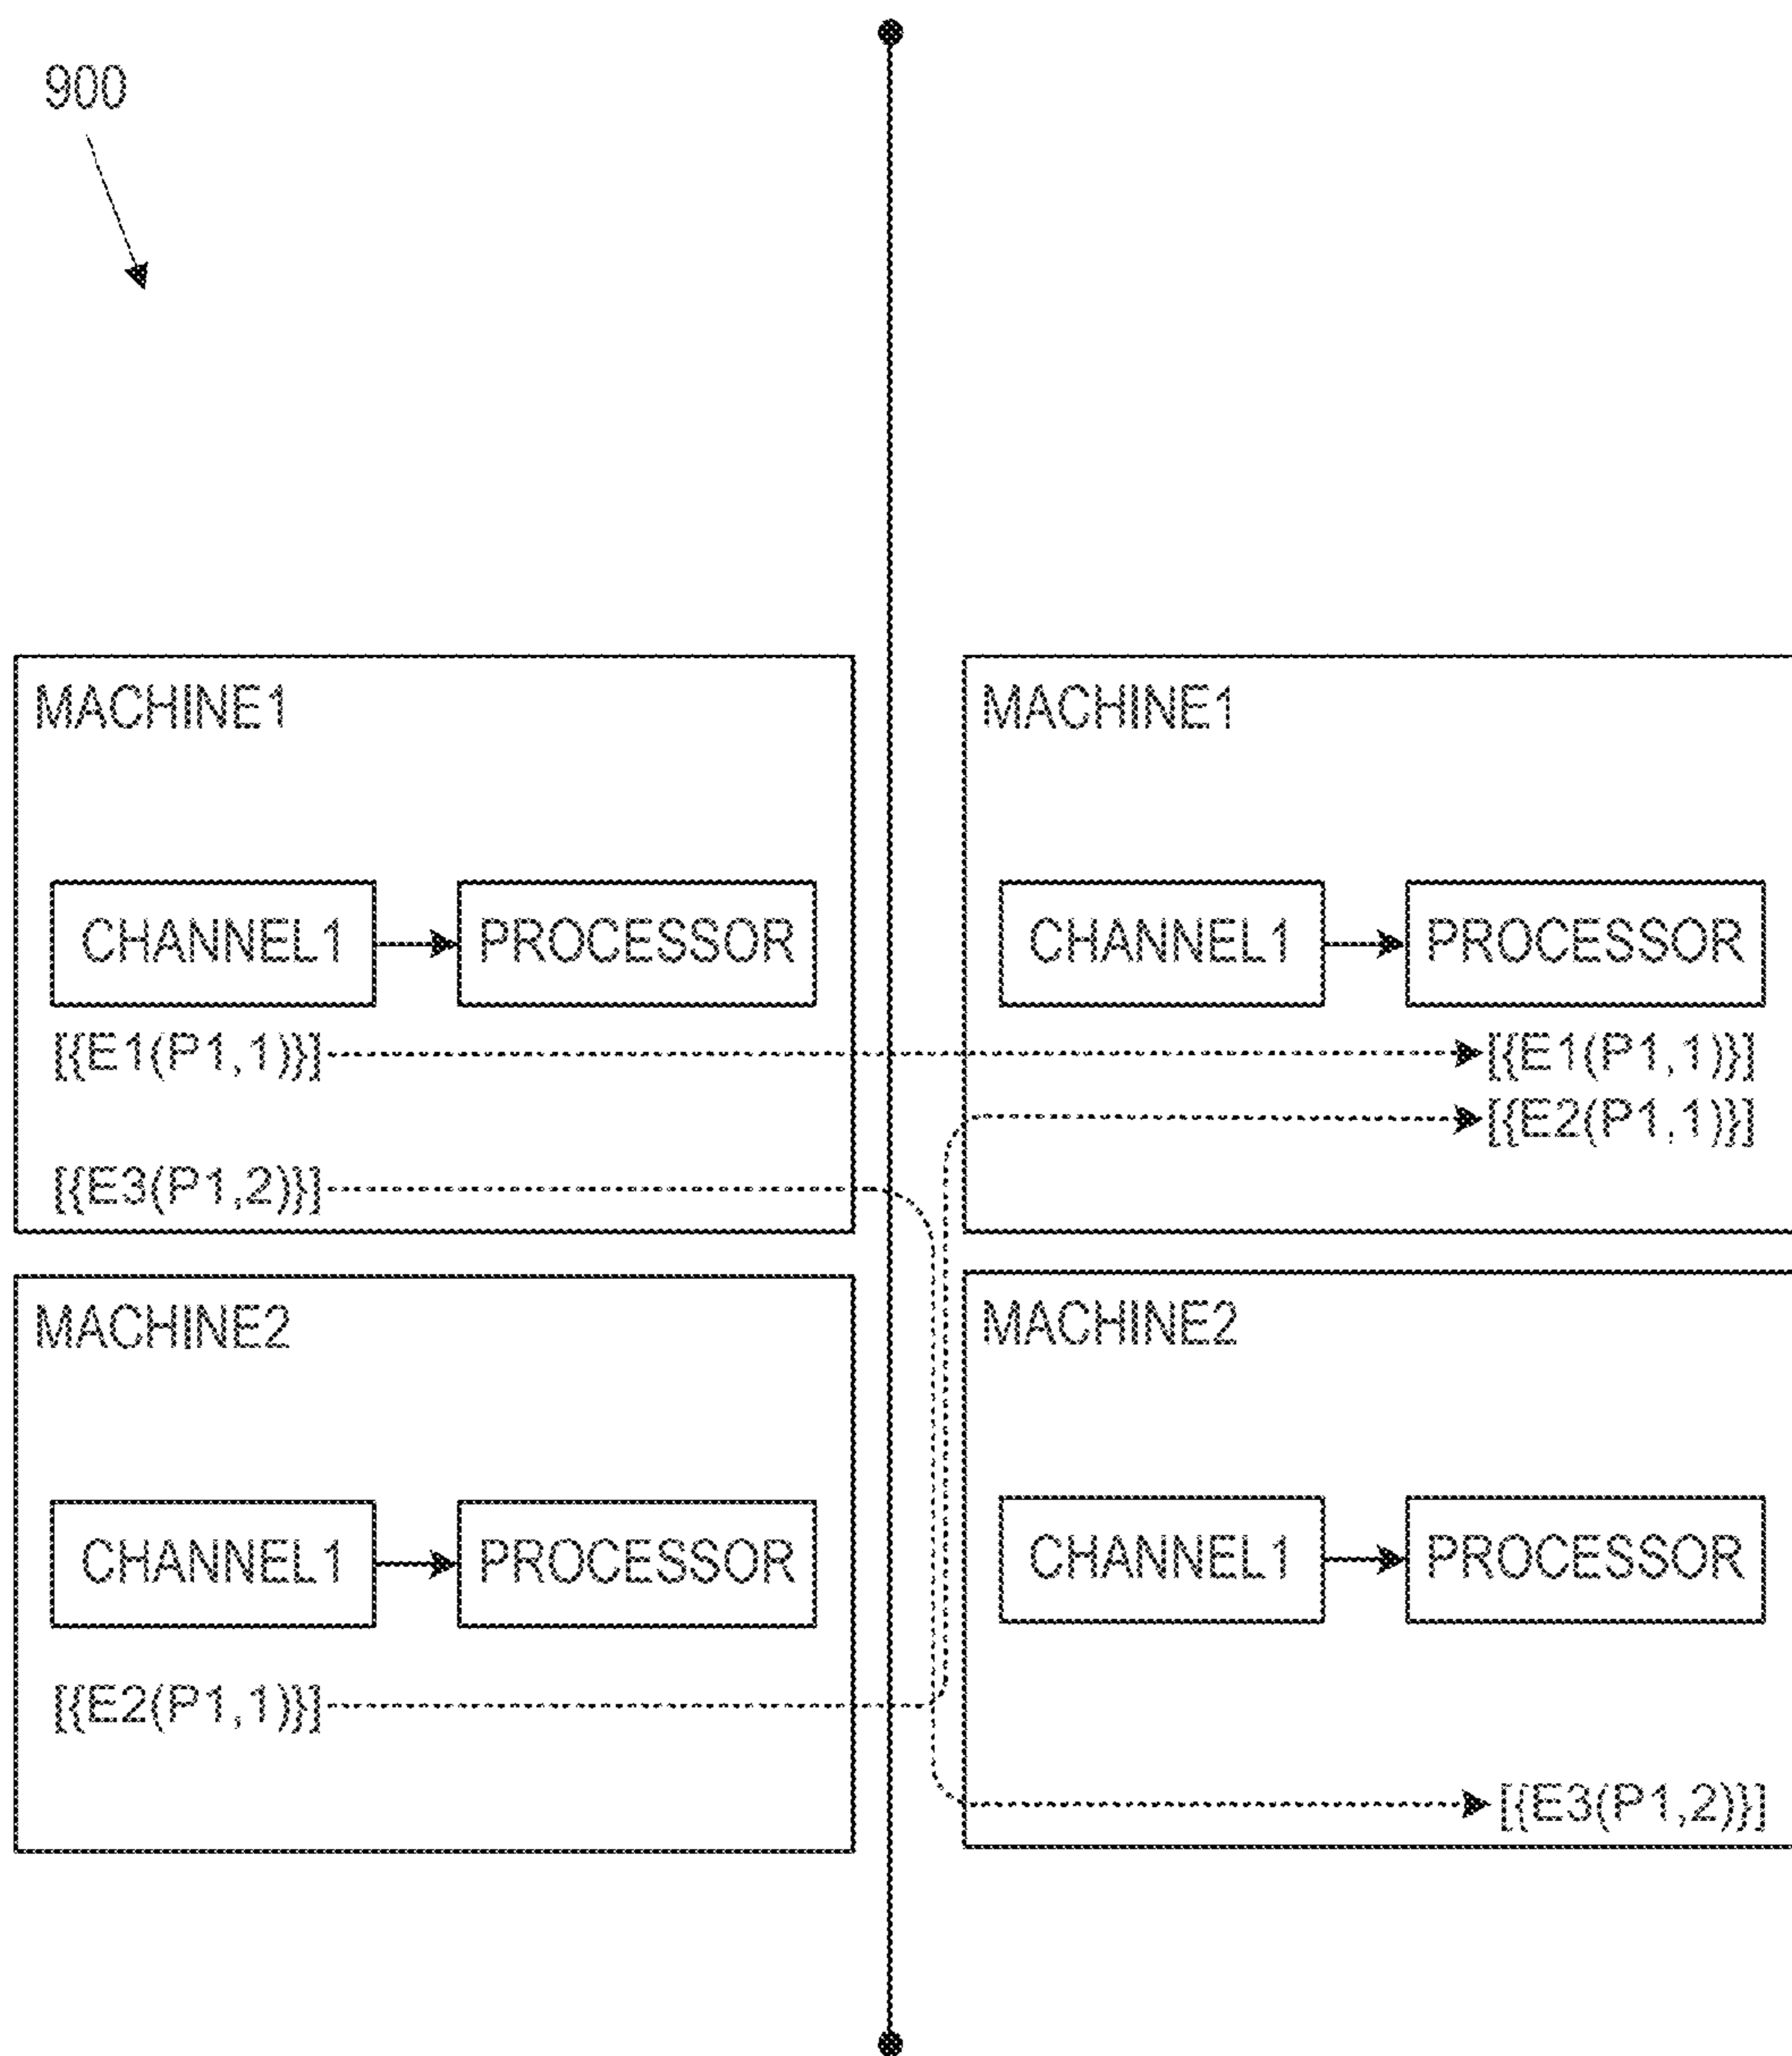 900
MACHINE1
CHANNEL1
PROCESSOR
[{E1(P1,1)}]
[{E3(P1,2)}]
MACHINE2
CHANNEL1
PROCESSOR
[{E2(P1,1)}]
MACHINE1
CHANNEL1
PROCESSOR
[{E1(P1,1)}]
[{E2(P1,1)}]
MACHINE2
CHANNEL1
PROCESSOR
[{E3(P1,2)}]